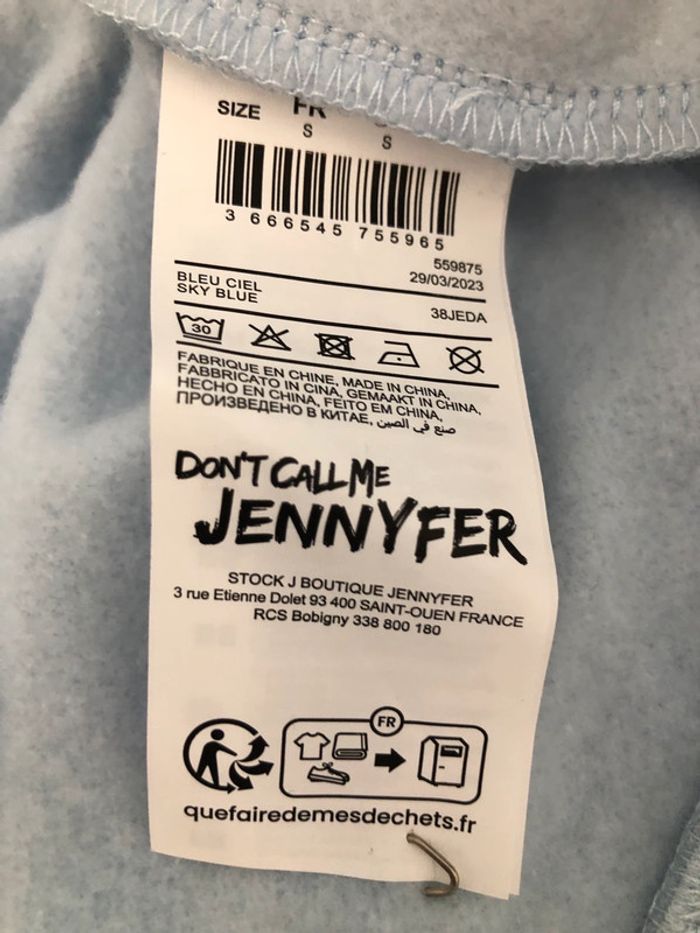 SIZE FR
S S
3 666545 755965
559875
29/03/2023
BLEU CIEL
SKY BLUE
38JEDA
30
FABRIQUE EN CHINE, MADE IN CHINA,
FABBRICATO IN CINA, GEMAAKT IN CHINA,
HECHO EN CHINA, FEITO EM CHINA,
ПРОИЗВЕДЕНО В КИТАЕ, صنع في الصين
DON'T CALL ME
JENNYFER
STOCK J BOUTIQUE JENNYFER
3 rue Etienne Dolet 93 400 SAINT-OUEN FRANCE
RCS Bobigny 338 800 180
FR
quefairedemesdechets.fr